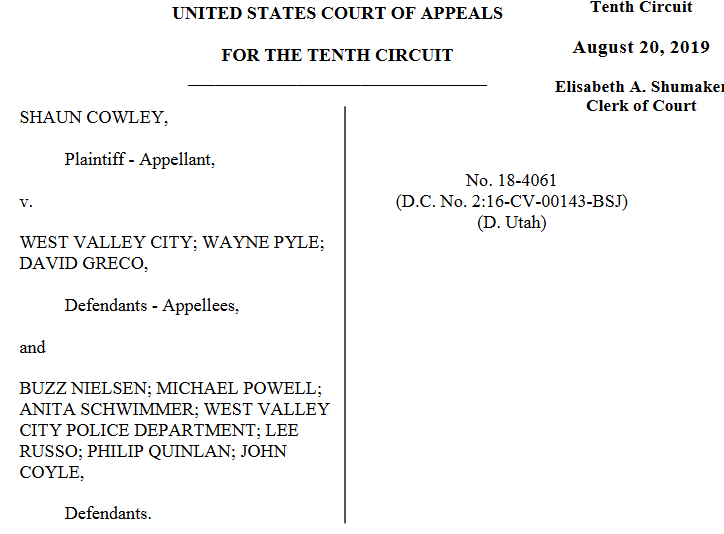 UNITED STATES COURT OF APPEALS
FOR THE TENTH CIRCUIT
Tenth Circuit
August 20, 2019
Elisabeth A. Shumaker
Clerk of Court
SHAUN COWLEY,
Plaintiff - Appellant,
v.
WEST VALLEY CITY; WAYNE PYLE;
DAVID GRECO,
Defendants - Appellees,
and
BUZZ NIELSEN; MICHAEL POWELL;
ANITA SCHWIMMER; WEST VALLEY
CITY POLICE DEPARTMENT; LEE
RUSSO; PHILIP QUINLAN; JOHN
COYLE,
Defendants.
No. 18-4061
(D.C. No. 2:16-CV-00143-BSJ)
(D. Utah)